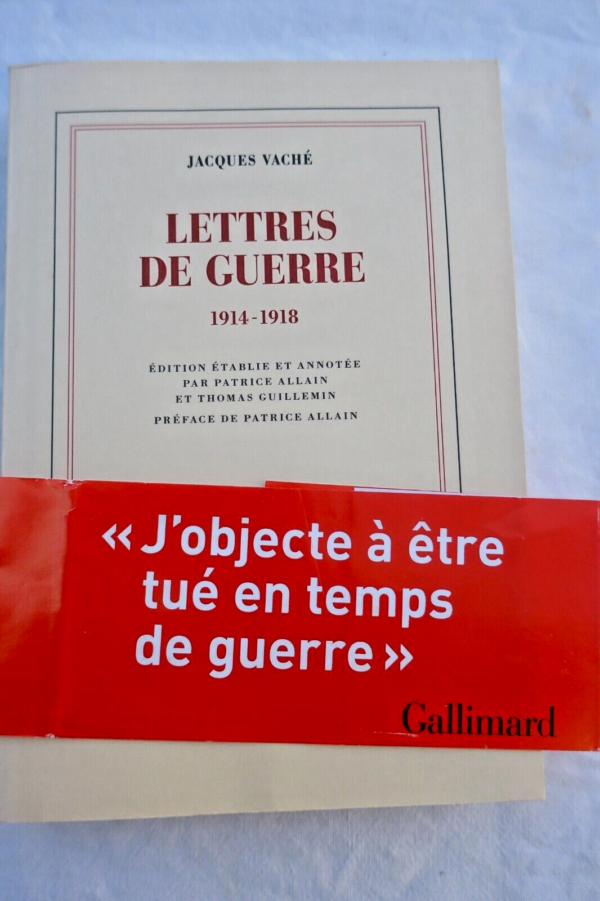 JACQUES VACHÉ
LETTRES
DE GUERRE
1914-1918
ÉDITION ÉTABLIE ET ANNOTÉE
PAR PATRICE ALLAIN
ET THOMAS GUILLEMIN
PRÉFACE DE PATRICE ALLAIN
« J'objecte à être
tué en temps
de guerre »
Gallimard